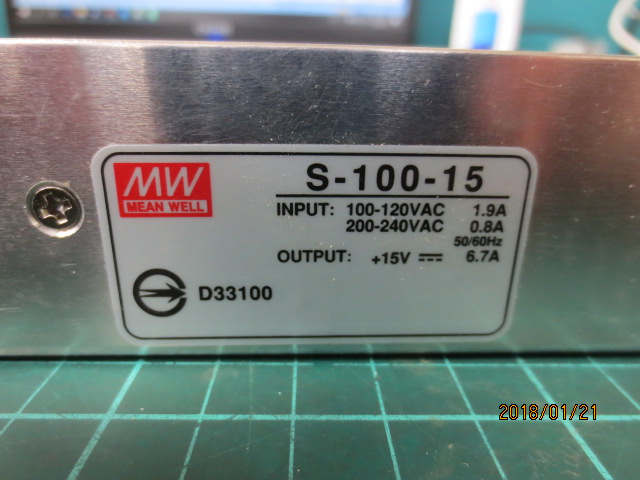 MW
MEAN WELL
S-100-15
INPUT: 100-120VAC 1.9A
200-240VAC 0.8A
50/60Hz
OUTPUT: +15V 6.7A
D33100
2018/01/21